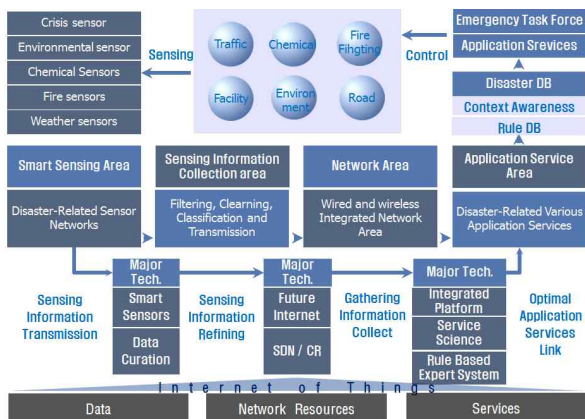 Crisis sensor
Environmental sensor
Chemical Sensors
Fire sensors
Weather sensors
Sensing
Traffic
Chemical
Fire
Fihgting
Facility
Environ
ment
Road
Control
Emergency Task Force
Application Srevices
Disaster DB
Context Awareness
Rule DB
Smart Sensing Area
Sensing Information
Collection area
Network Area
Application Service
Area
Disaster-Related Sensor
Networks
Filtering, Clearning,
Classification and
Transmission
Wired and wireless
Integrated Network
Area
Disaster-Related Various
Application Services
Sensing
Information
Transmission
Major
Tech.
Smart
Sensors
Data
Curation
Sensing
Information
Refining
Major
Tech.
Future
Internet
SDN / CR
Gathering
Information
Collect
Major Tech.
Integrated
Platform
Service
Science
Rule Based
Expert System
Optimal
Application
Services
Link
Internet of Things
Data
Network Resources
Services